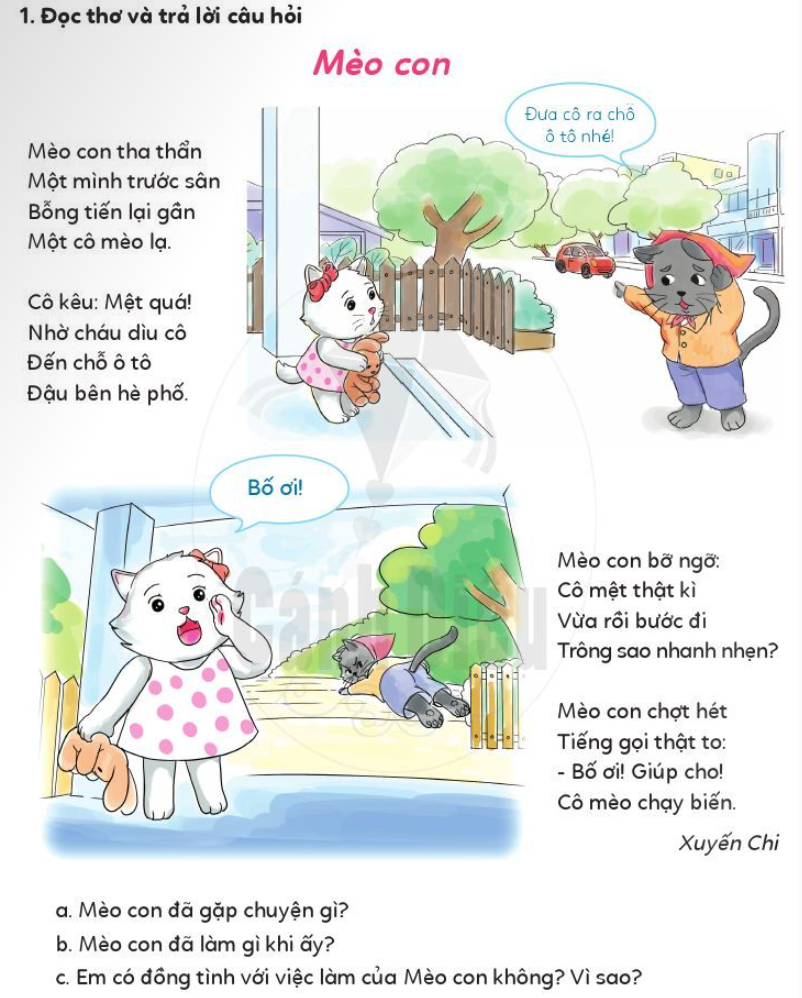 1. Đọc thơ và trả lời câu hỏi
Mèo con
Đưa cô ra chỗ
ô tô nhé!
Mèo con tha thẩn
Một mình trước sân
Bỗng tiến lại gần
Một cô mèo lạ.
Cô kêu: Mệt quá!
Nhờ cháu dìu cô
Đến chỗ ô tô
Đậu bên hè phố.
Bố ơi!
Mèo con bỡ ngỡ:
Cô mệt thật kì
Vừa rồi bước đi
Trông sao nhanh nhẹn?
Mèo con chợt hét
Tiếng gọi thật to:
- Bố ơi! Giúp cho!
Cô mèo chạy biến.
Xuyến Chi
Cánh Diều
a. Mèo con đã gặp chuyện gì?
b. Mèo con đã làm gì khi ấy?
c. Em có đồng tình với việc làm của Mèo con không? Vì sao?